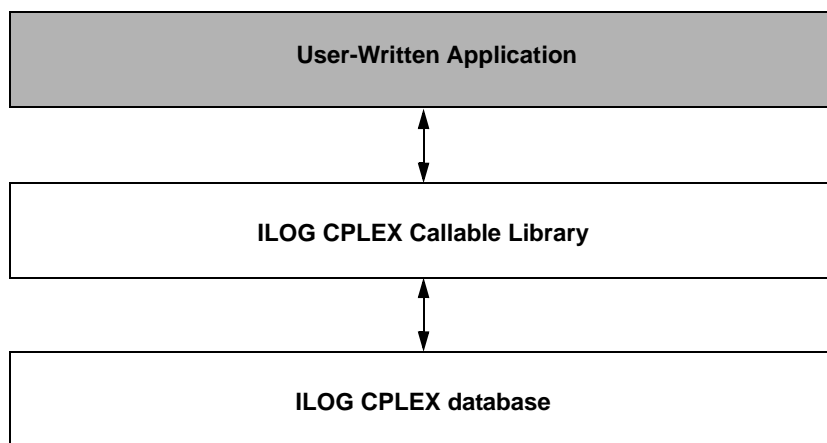 User-Written Application
ILOG CPLEX Callable Library
ILOG CPLEX database